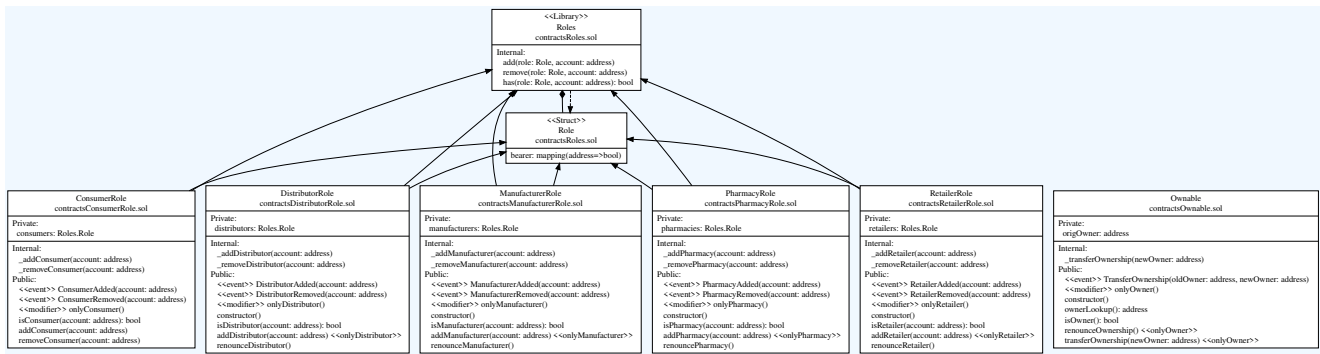 <<Library>>
Roles
contractsRoles.sol
Internal:
add(role: Role, account: address)
remove(role: Role, account: address)
has(role: Role, account: address): bool
<<Struct>>
Role
contractsRoles.sol
bearer: mapping(address=>bool)
ConsumerRole
contractsConsumerRole.sol
Private:
consumers: Roles.Role
Internal:
_addConsumer(account: address)
_removeConsumer(account: address)
Public:
<<event>> ConsumerAdded(account: address)
<<event>> ConsumerRemoved(account: address)
<<modifier>> onlyConsumer()
constructor()
isConsumer(account: address): bool
addConsumer(account: address)
removeConsumer(account: address)
DistributorRole
contractsDistributorRole.sol
Private:
distributors: Roles.Role
Internal:
_addDistributor(account: address)
_removeDistributor(account: address)
Public:
<<event>> DistributorAdded(account: address)
<<event>> DistributorRemoved(account: address)
<<modifier>> onlyDistributor()
constructor()
isDistributor(account: address): bool
addDistributor(account: address) <<onlyDistributor>>
renounceDistributor()
ManufacturerRole
contractsManufacturerRole.sol
Private:
manufacturers: Roles.Role
Internal:
_addManufacturer(account: address)
_removeManufacturer(account: address)
Public:
<<event>> ManufacturerAdded(account: address)
<<event>> ManufacturerRemoved(account: address)
<<modifier>> onlyManufacturer()
constructor()
isManufacturer(account: address): bool
addManufacturer(account: address) <<onlyManufacturer>>
renounceManufacturer()
PharmacyRole
contractsPharmacyRole.sol
Private:
pharmacies: Roles.Role
Internal:
_addPharmacy(account: address)
_removePharmacy(account: address)
Public:
<<event>> PharmacyAdded(account: address)
<<event>> PharmacyRemoved(account: address)
<<modifier>> onlyPharmacy()
constructor()
isPharmacy(account: address): bool
addPharmacy(account: address) <<onlyPharmacy>>
renouncePharmacy()
RetailerRole
contractsRetailerRole.sol
Private:
retailers: Roles.Role
Internal:
_addRetailer(account: address)
_removeRetailer(account: address)
Public:
<<event>> RetailerAdded(account: address)
<<event>> RetailerRemoved(account: address)
<<modifier>> onlyRetailer()
constructor()
isRetailer(account: address): bool
addRetailer(account: address) <<onlyRetailer>>
renounceRetailer()
Ownable
contractsOwnable.sol
Private:
origOwner: address
Internal:
_transferOwnership(newOwner: address)
Public:
<<event>> TransferOwnership(oldOwner: address, newOwner: address)
<<modifier>> onlyOwner()
constructor()
ownerLookup(): address
isOwner(): bool
renounceOwnership() <<onlyOwner>>
transferOwnership(newOwner: address) <<onlyOwner>>